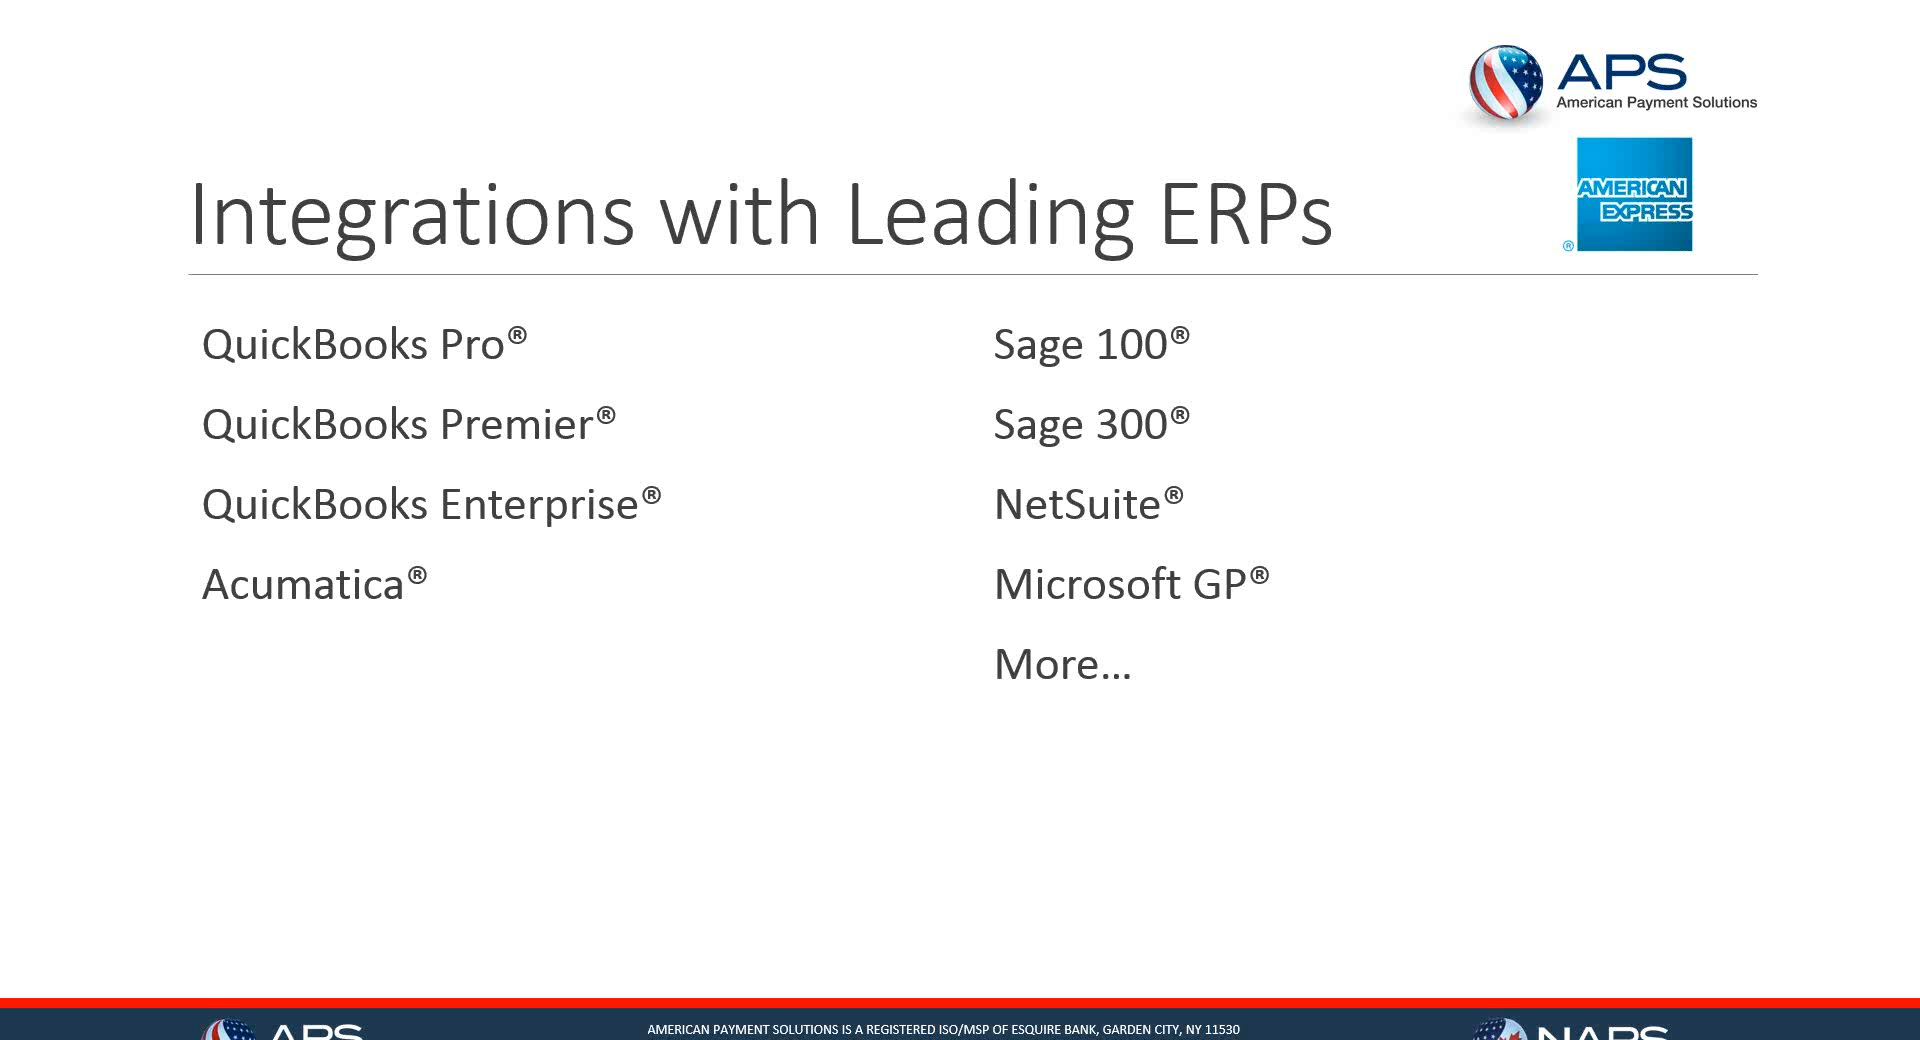 APS
American Payment Solutions
AMERICAN
EXPRESS
®
Integrations with Leading ERPs
QuickBooks Pro®
QuickBooks Premier®
QuickBooks Enterprise®
Acumatica®
Sage 100®
Sage 300®
NetSuite®
Microsoft GP®
More...
APS
AMERICAN PAYMENT SOLUTIONS IS A REGISTERED ISO/MSP OF ESQUIRE BANK, GARDEN CITY, NY 11530
NAPS